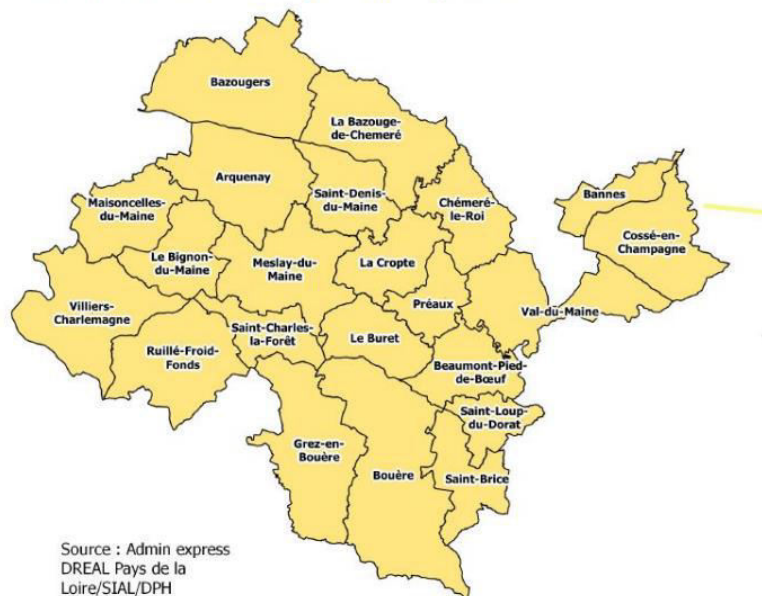 Bazougers
La Bazouge-
de-Chemeré
Arquenay
Saint-Denis-
du-Maine
Maisoncelles-
du-Maine
Chémeré-
le-Roi
Bannes
Cossé-en-
Champagne
Le Bignon-
du-Maine
Meslay-du-
Maine
La Cropte
Villiers-
Charlemagne
Préaux
Val-du-Maine
Saint-Charles-
la-Forêt
Le Buret
Ruillé-Froid-
Fonds
Beaumont-Pied-
de-Bœuf
Saint-Loup-
du-Dorat
Grez-en-
Bouère
Bouère
Saint-Brice
Source : Admin express
DREAL Pays de la
Loire/SIAL/DPH